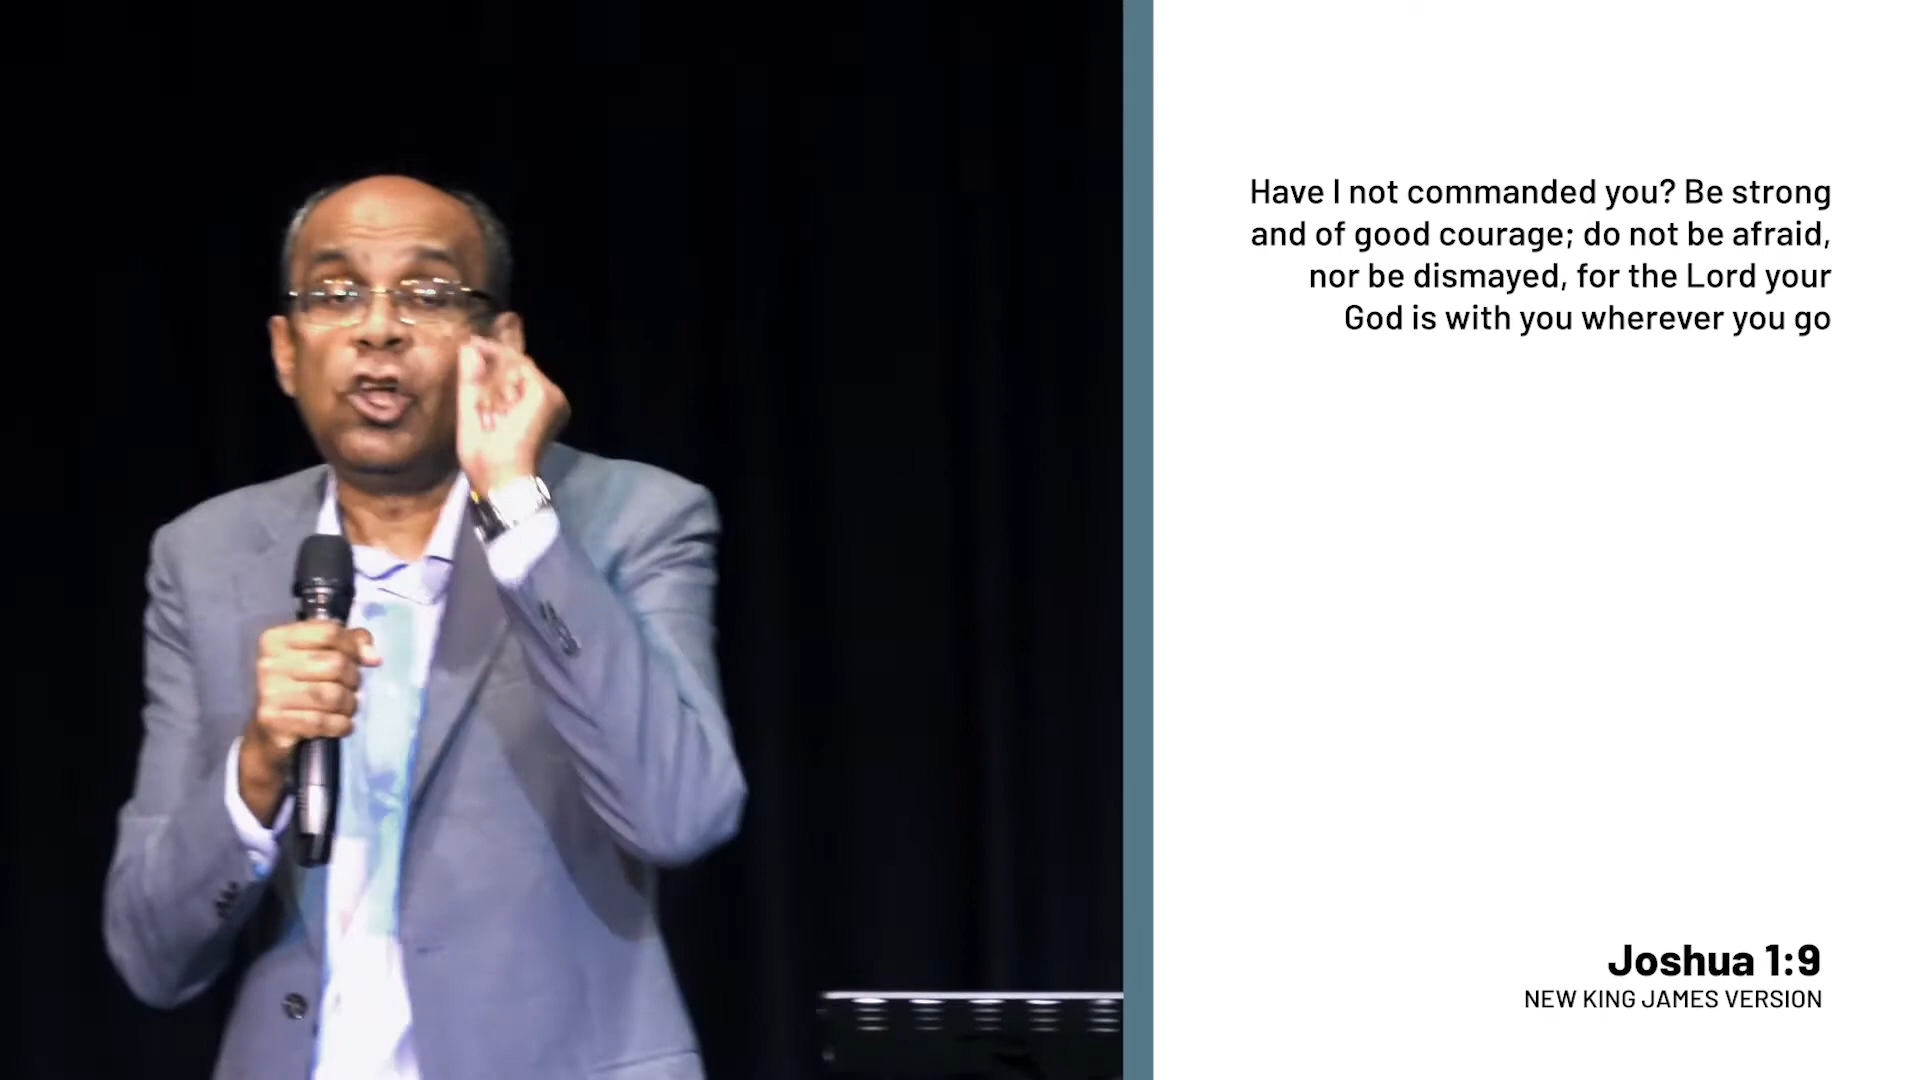 Have I not commanded you? Be strong
and of good courage; do not be afraid,
nor be dismayed, for the Lord your
God is with you wherever you go
Joshua 1:9
NEW KING JAMES VERSION